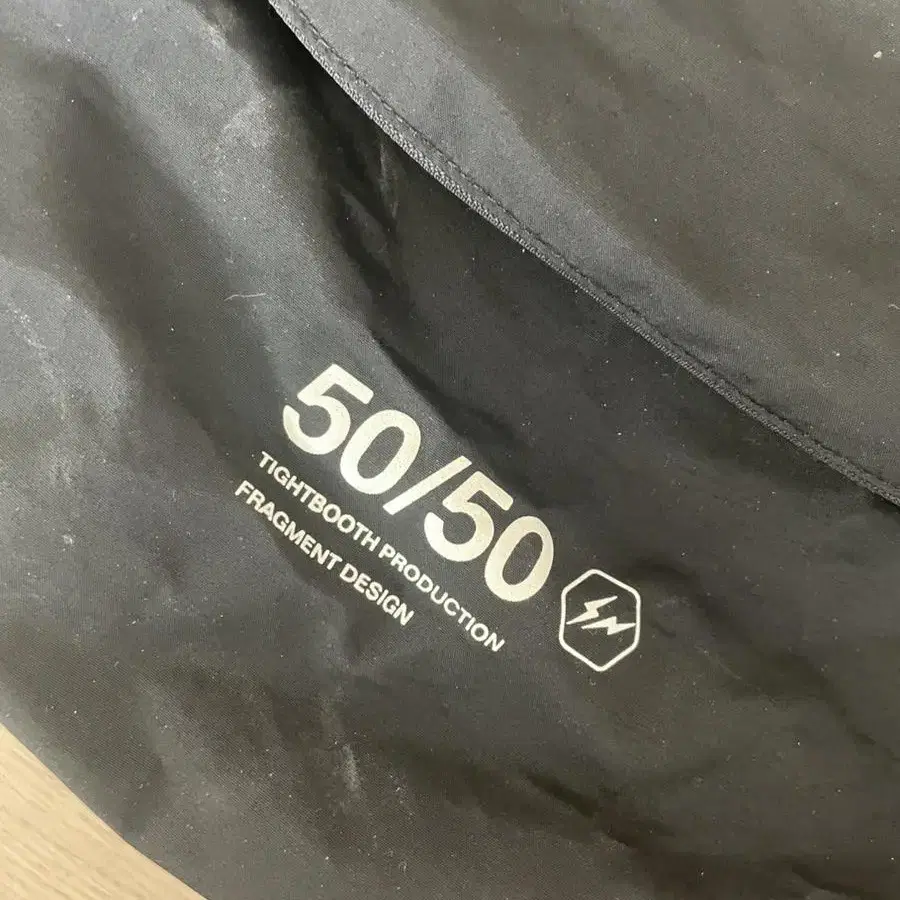 50/50
TIGHTBOOTH PRODUCTION
FRAGMENT DESIGN